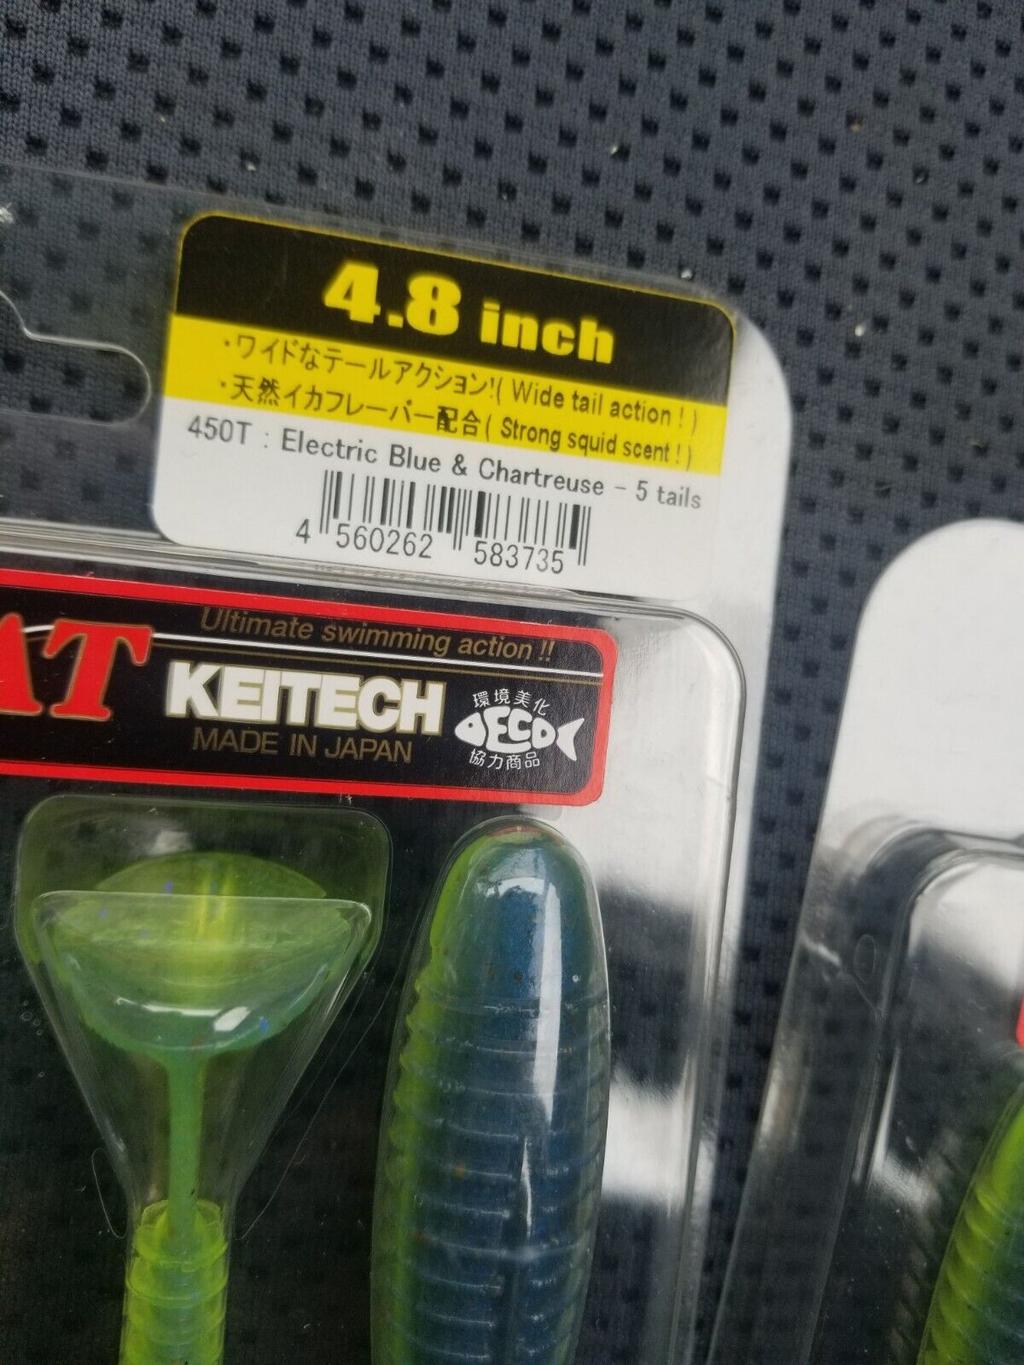 4.8 inch
・ワイドなテールアクション!( Wide tail action ! )
・天然イカフレーバー配合( Strong squid scent ! )
450T : Electric Blue & Chartreuse - 5 tails
4 560262 583735
Ultimate swimming action !!
AT KEITECH
MADE IN JAPAN
環境美化
DECO
協力商品